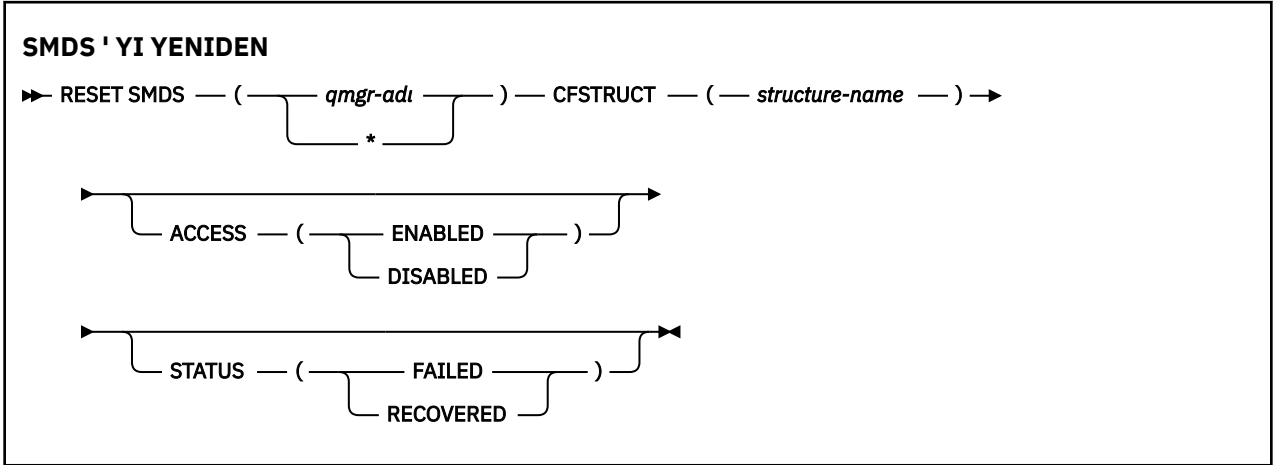 SMDS ' YI YENIDEN
RESET SMDS ( qmgr-adı ) CFSTRUCT ( structure-name )
*
ACCESS ( ENABLED )
DISABLED
STATUS ( FAILED )
RECOVERED